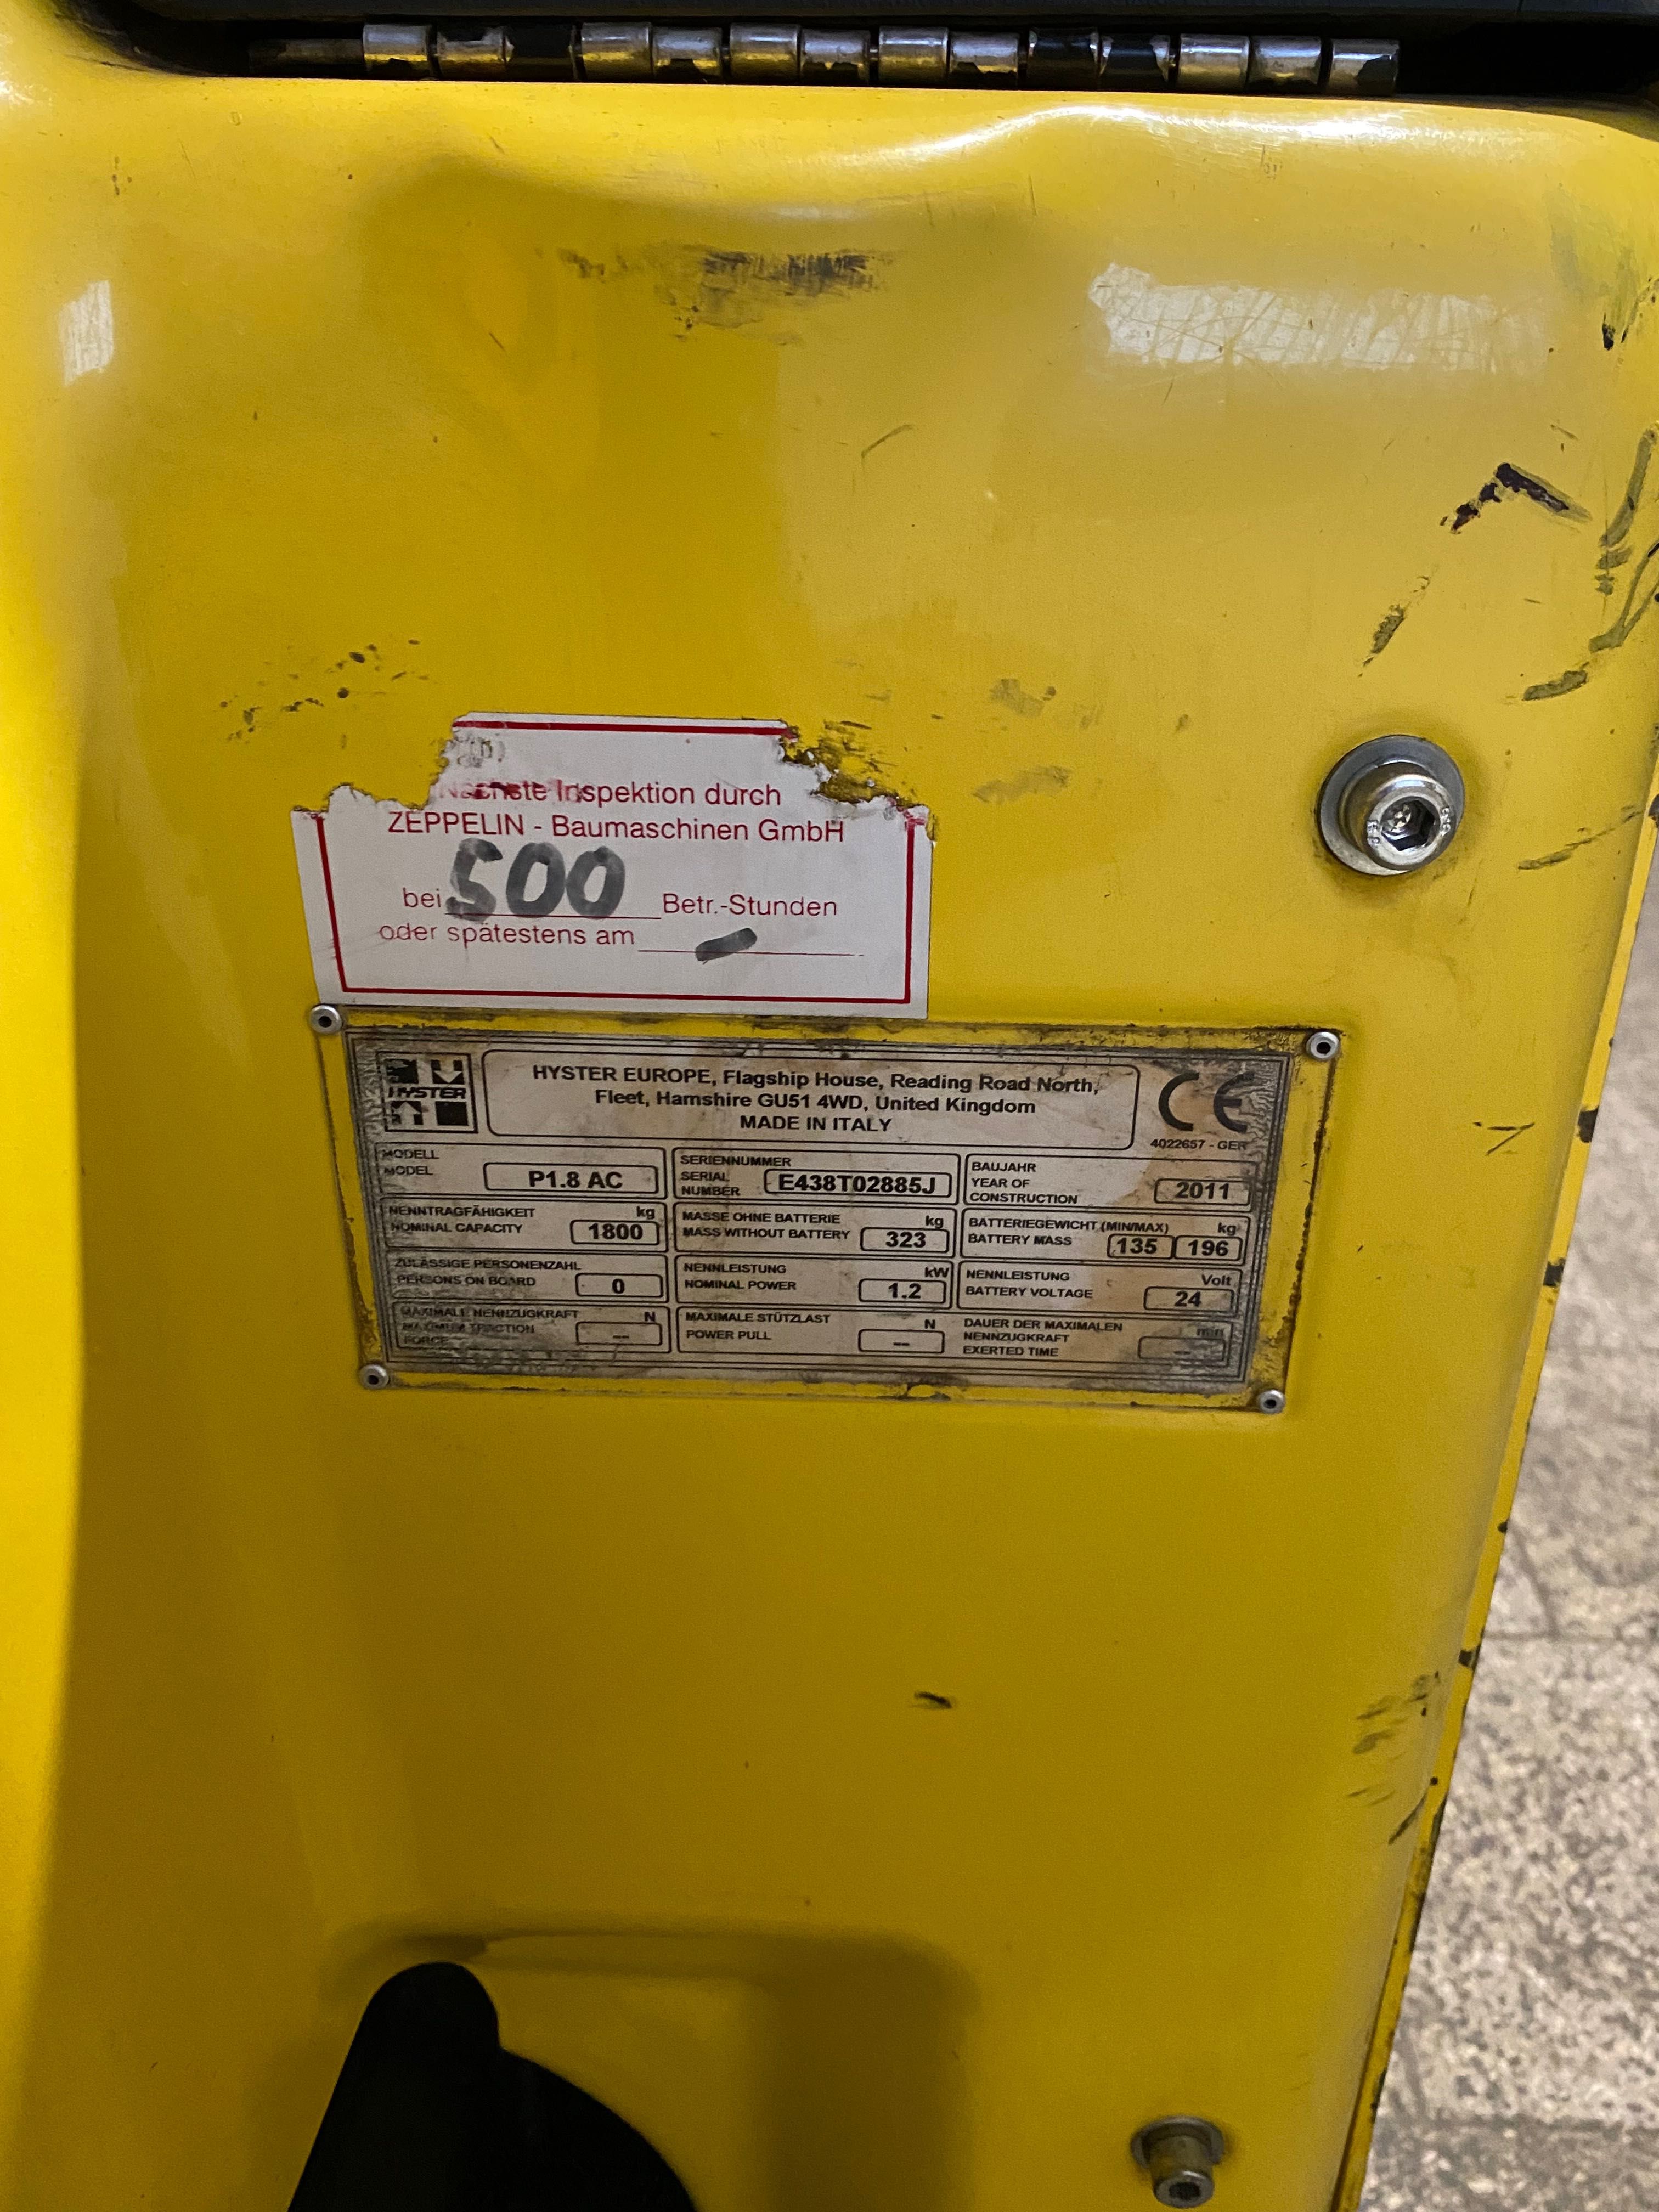 Nächste Inspektion durch
ZEPPELIN - Baumaschinen GmbH
bei 500 Betr.-Stunden
oder spätestens am -
HYSTER
HYSTER EUROPE, Flagship House, Reading Road North,
Fleet, Hamshire GU51 4WD, United Kingdom
MADE IN ITALY
CE
4022657 - GER
MODELL
MODEL
P1.8 AC
SERIENNUMMER
SERIAL
NUMBER
E438T02885J
BAUJAHR
YEAR OF
CONSTRUCTION
2011
NENNTRAGFÄHIGKEIT kg
NOMINAL CAPACITY 1800
MASSE OHNE BATTERIE kg
MASS WITHOUT BATTERY 323
BATTERIEGEWICHT (MIN/MAX) kg
BATTERY MASS 135 196
ZULÄSSIGE PERSONENZAHL
PERSONS ON BOARD 0
NENNLEISTUNG kW
NOMINAL POWER 1.2
NENNLEISTUNG Volt
BATTERY VOLTAGE 24
MAXIMALE NENNZUGKRAFT N
MAXIMUM TRACTION
FORCE --
MAXIMALE STÜTZLAST N
POWER PULL --
DAUER DER MAXIMALEN min
NENNZUGKRAFT
EXERTED TIME --